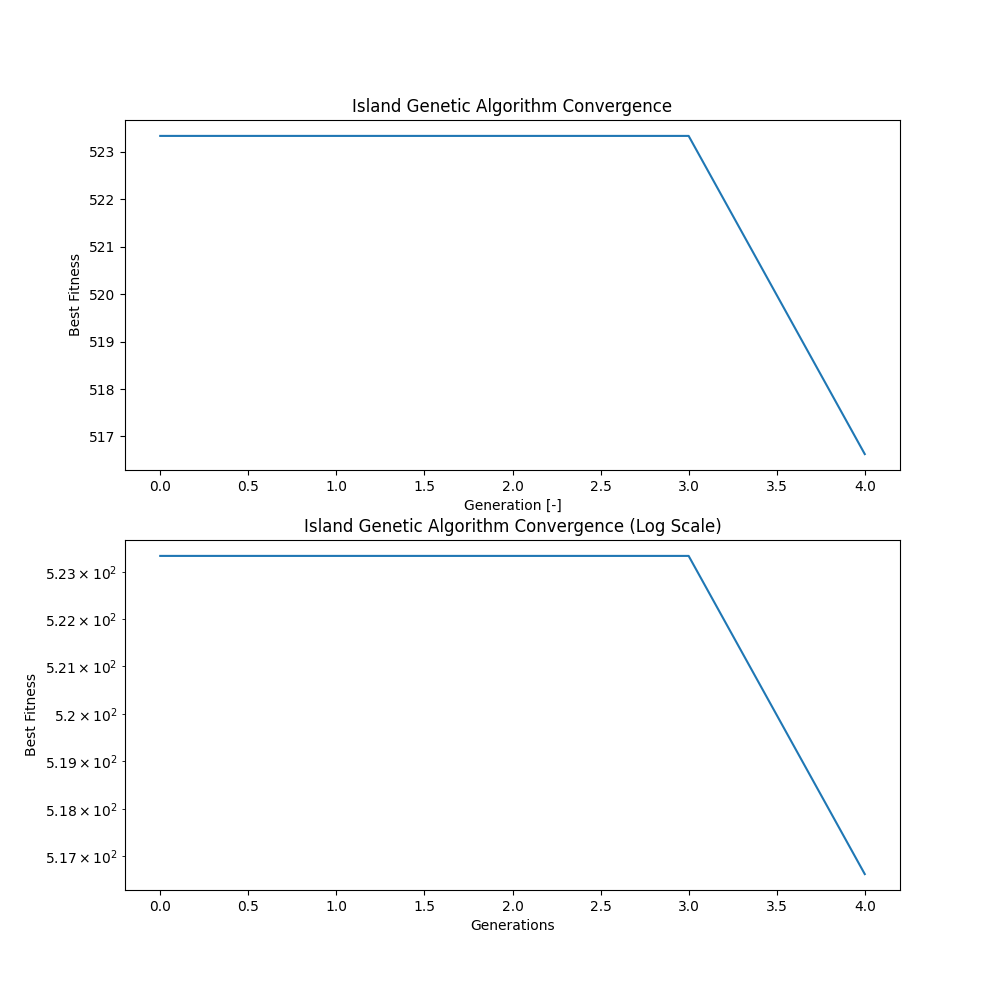 Island Genetic Algorithm Convergence
523
522
521
520
519
518
517
Best Fitness
0.0 0.5 1.0 1.5 2.0 2.5 3.0 3.5 4.0
Generation [-]
Island Genetic Algorithm Convergence (Log Scale)
5.23 × 10²
5.22 × 10²
5.21 × 10²
5.2 × 10²
5.19 × 10²
5.18 × 10²
5.17 × 10²
Best Fitness
0.0 0.5 1.0 1.5 2.0 2.5 3.0 3.5 4.0
Generations